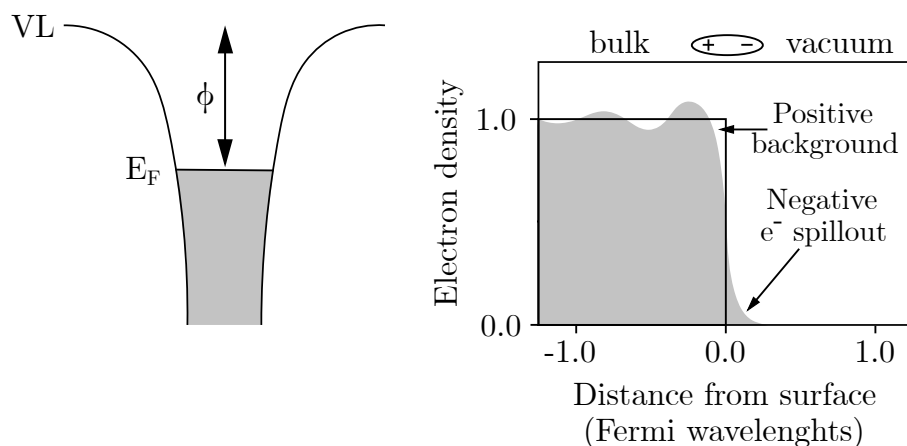 VL
ϕ
E_F
bulk + − vacuum
Electron density
1.0
0.0
Positive
background
Negative
e⁻ spillout
-1.0 0.0 1.0
Distance from surface
(Fermi wavelenghts)